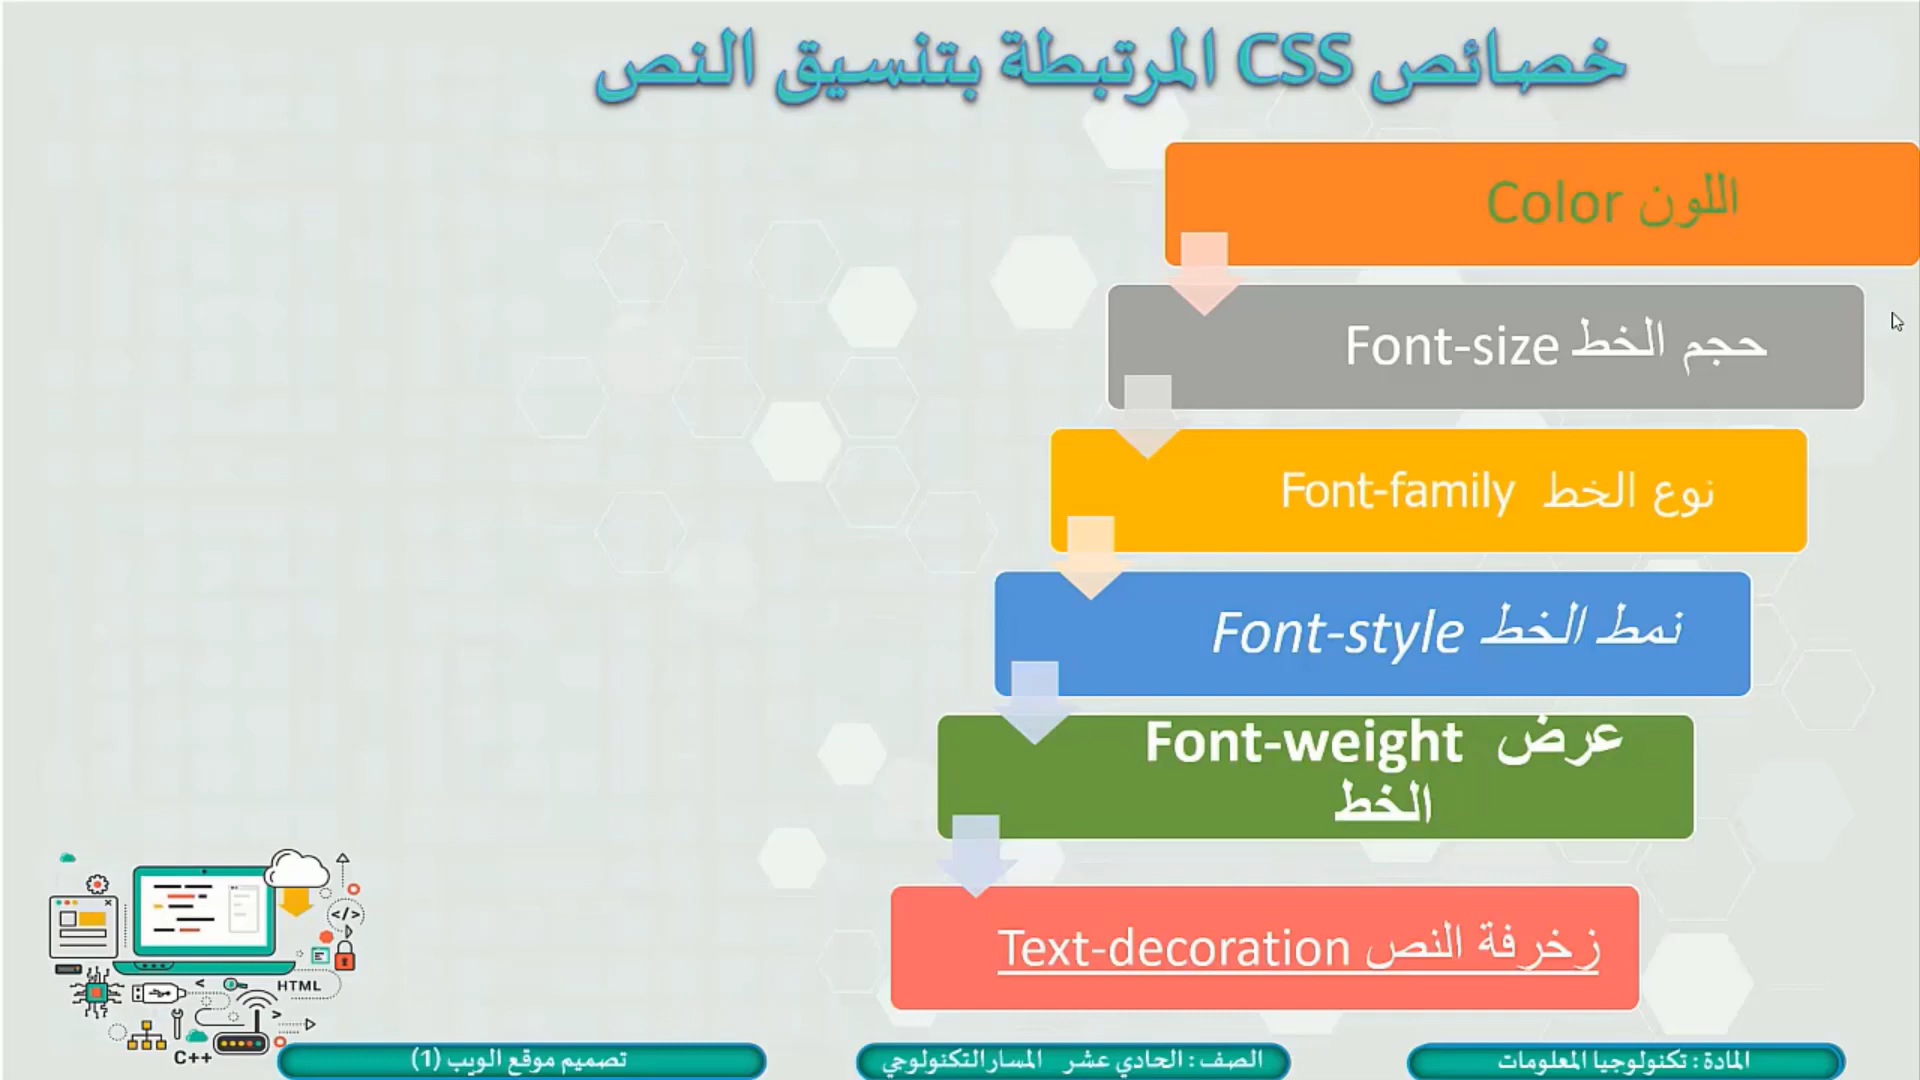 خصائص CSS المرتبطة بتنسيق النص
اللون Color
حجم الخط Font-size
نوع الخط Font-family
نمط الخط Font-style
عرض Font-weight
الخط
زخرفة النص Text-decoration
</>
HTML
C++
المادة : تكنولوجيا المعلومات
الصف : الحادي عشر المسار التكنولوجي
تصميم موقع الويب (1)